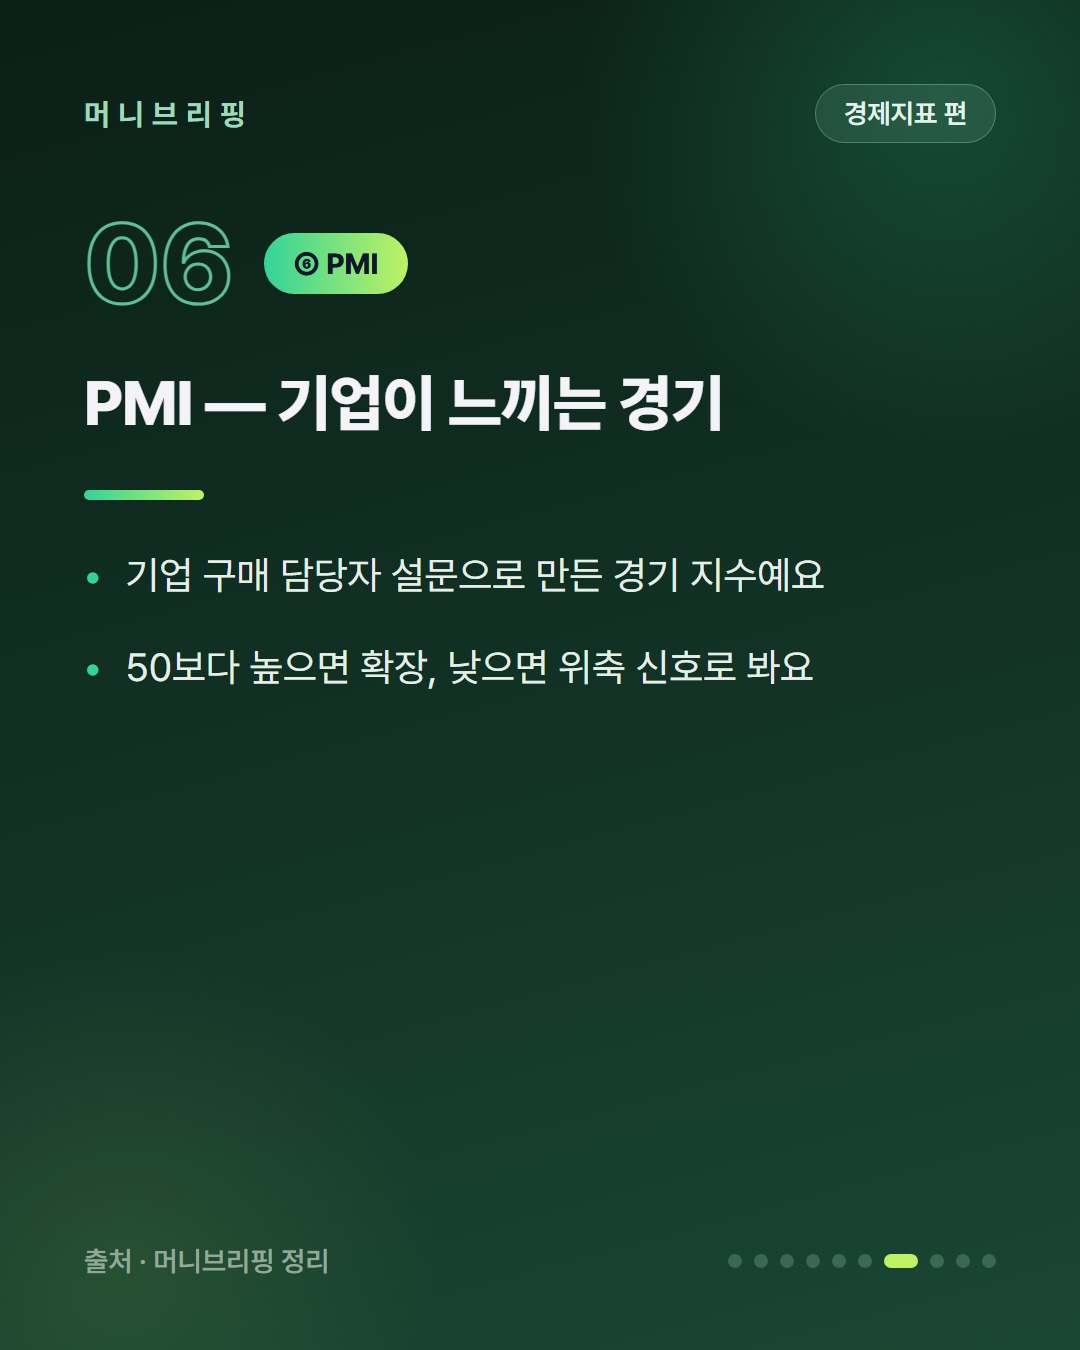 머니브리핑
경제지표 편
06
⑥ PMI
PMI — 기업이 느끼는 경기
• 기업 구매 담당자 설문으로 만든 경기 지수예요
• 50보다 높으면 확장, 낮으면 위축 신호로 봐요
출처 · 머니브리핑 정리